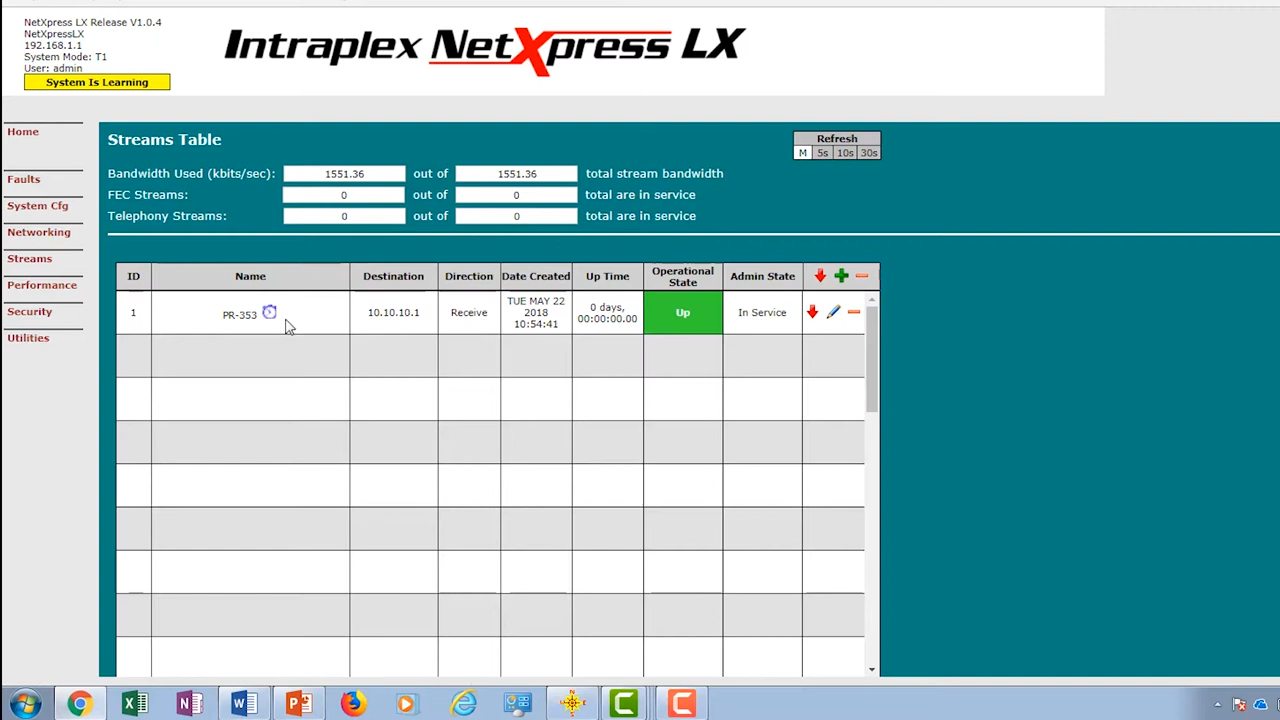 NetXpress LX Release V1.0.4
NetXpressLX
192.168.1.1
System Mode: T1
User: admin
System Is Learning
Intraplex NetXpress LX
Home
Faults
System Cfg
Networking
Streams
Performance
Security
Utilities
Streams Table
Refresh
M 5s 10s 30s
Bandwidth Used (kbits/sec): 1551.36 out of 1551.36 total stream bandwidth
FEC Streams: 0 out of 0 total are in service
Telephony Streams: 0 out of 0 total are in service
ID Name Destination Direction Date Created Up Time Operational State Admin State
1 PR-353 10.10.10.1 Receive TUE MAY 22 2018 10:54:41 0 days, 00:00:00.00 Up In Service